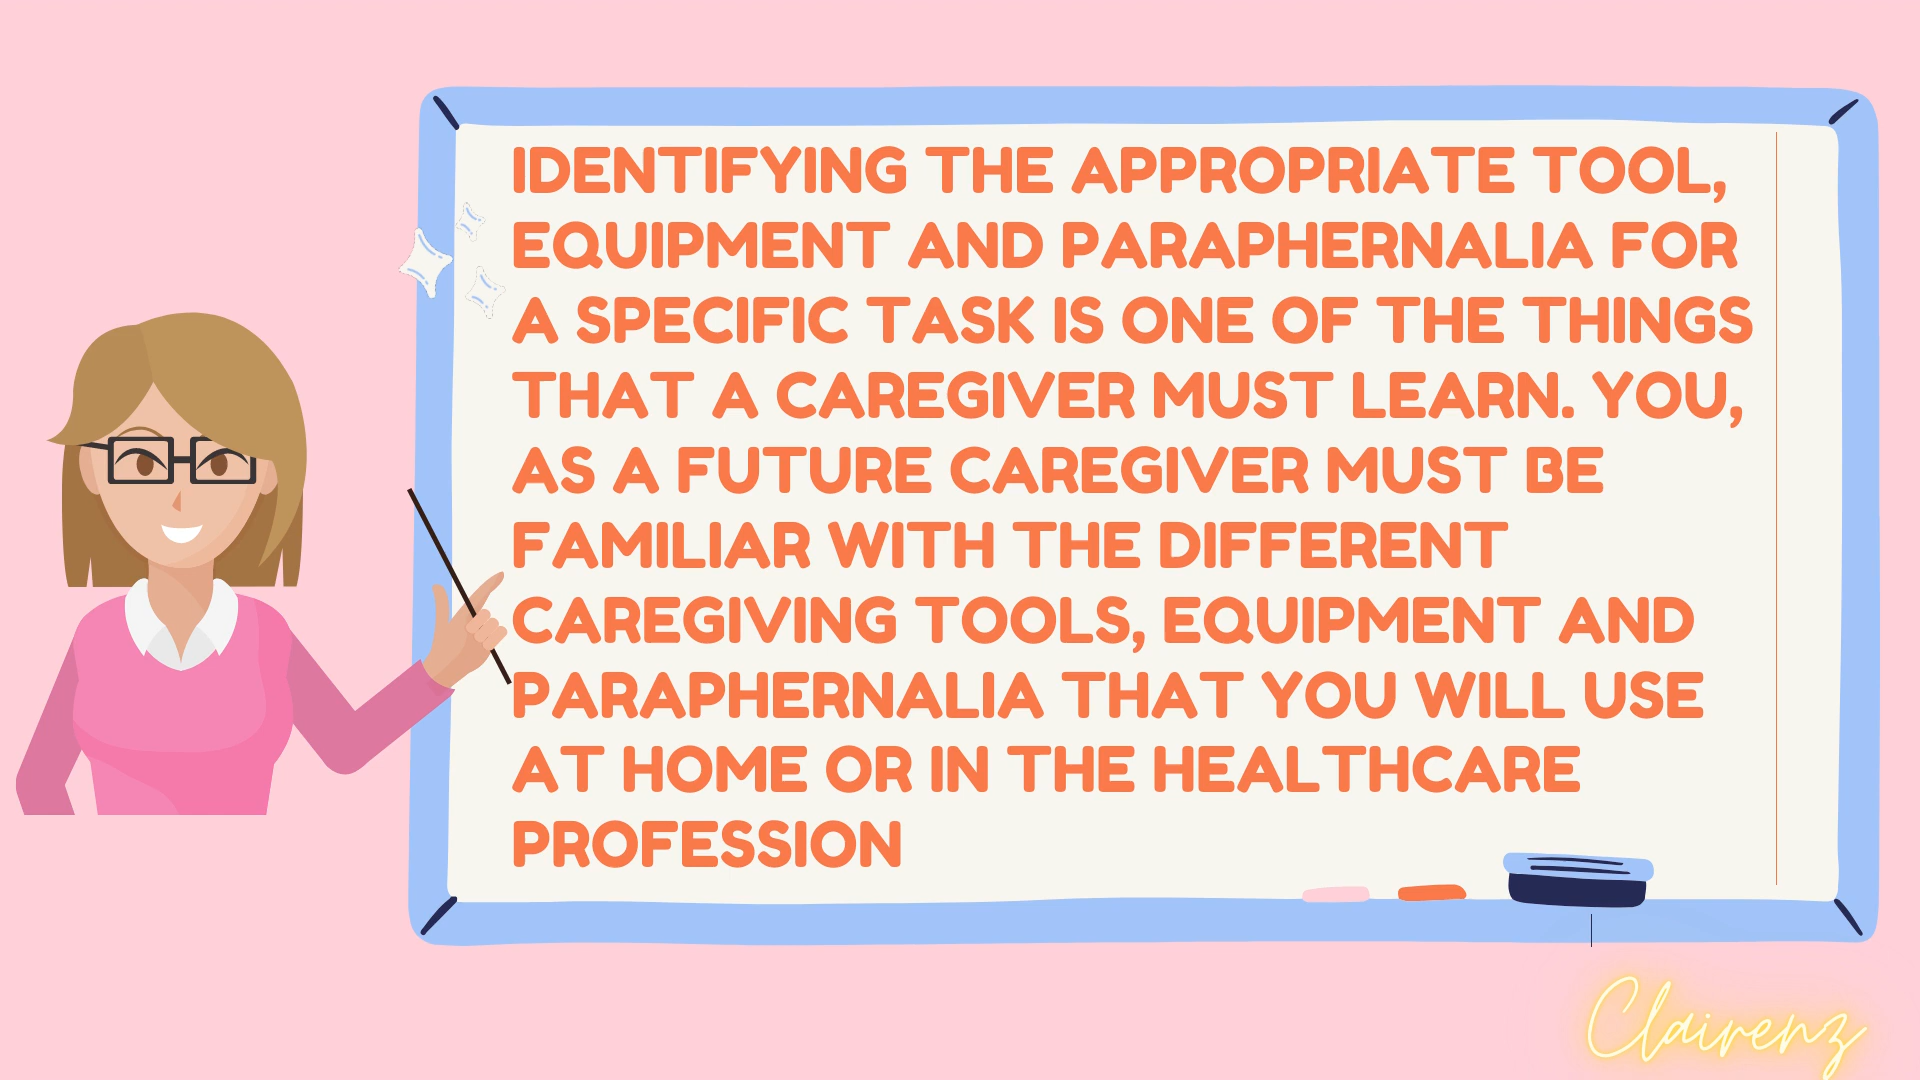 IDENTIFYING THE APPROPRIATE TOOL,
EQUIPMENT AND PARAPHERNALIA FOR
A SPECIFIC TASK IS ONE OF THE THINGS
THAT A CAREGIVER MUST LEARN. YOU,
AS A FUTURE CAREGIVER MUST BE
FAMILIAR WITH THE DIFFERENT
CAREGIVING TOOLS, EQUIPMENT AND
PARAPHERNALIA THAT YOU WILL USE
AT HOME OR IN THE HEALTHCARE
PROFESSION
Clairenz